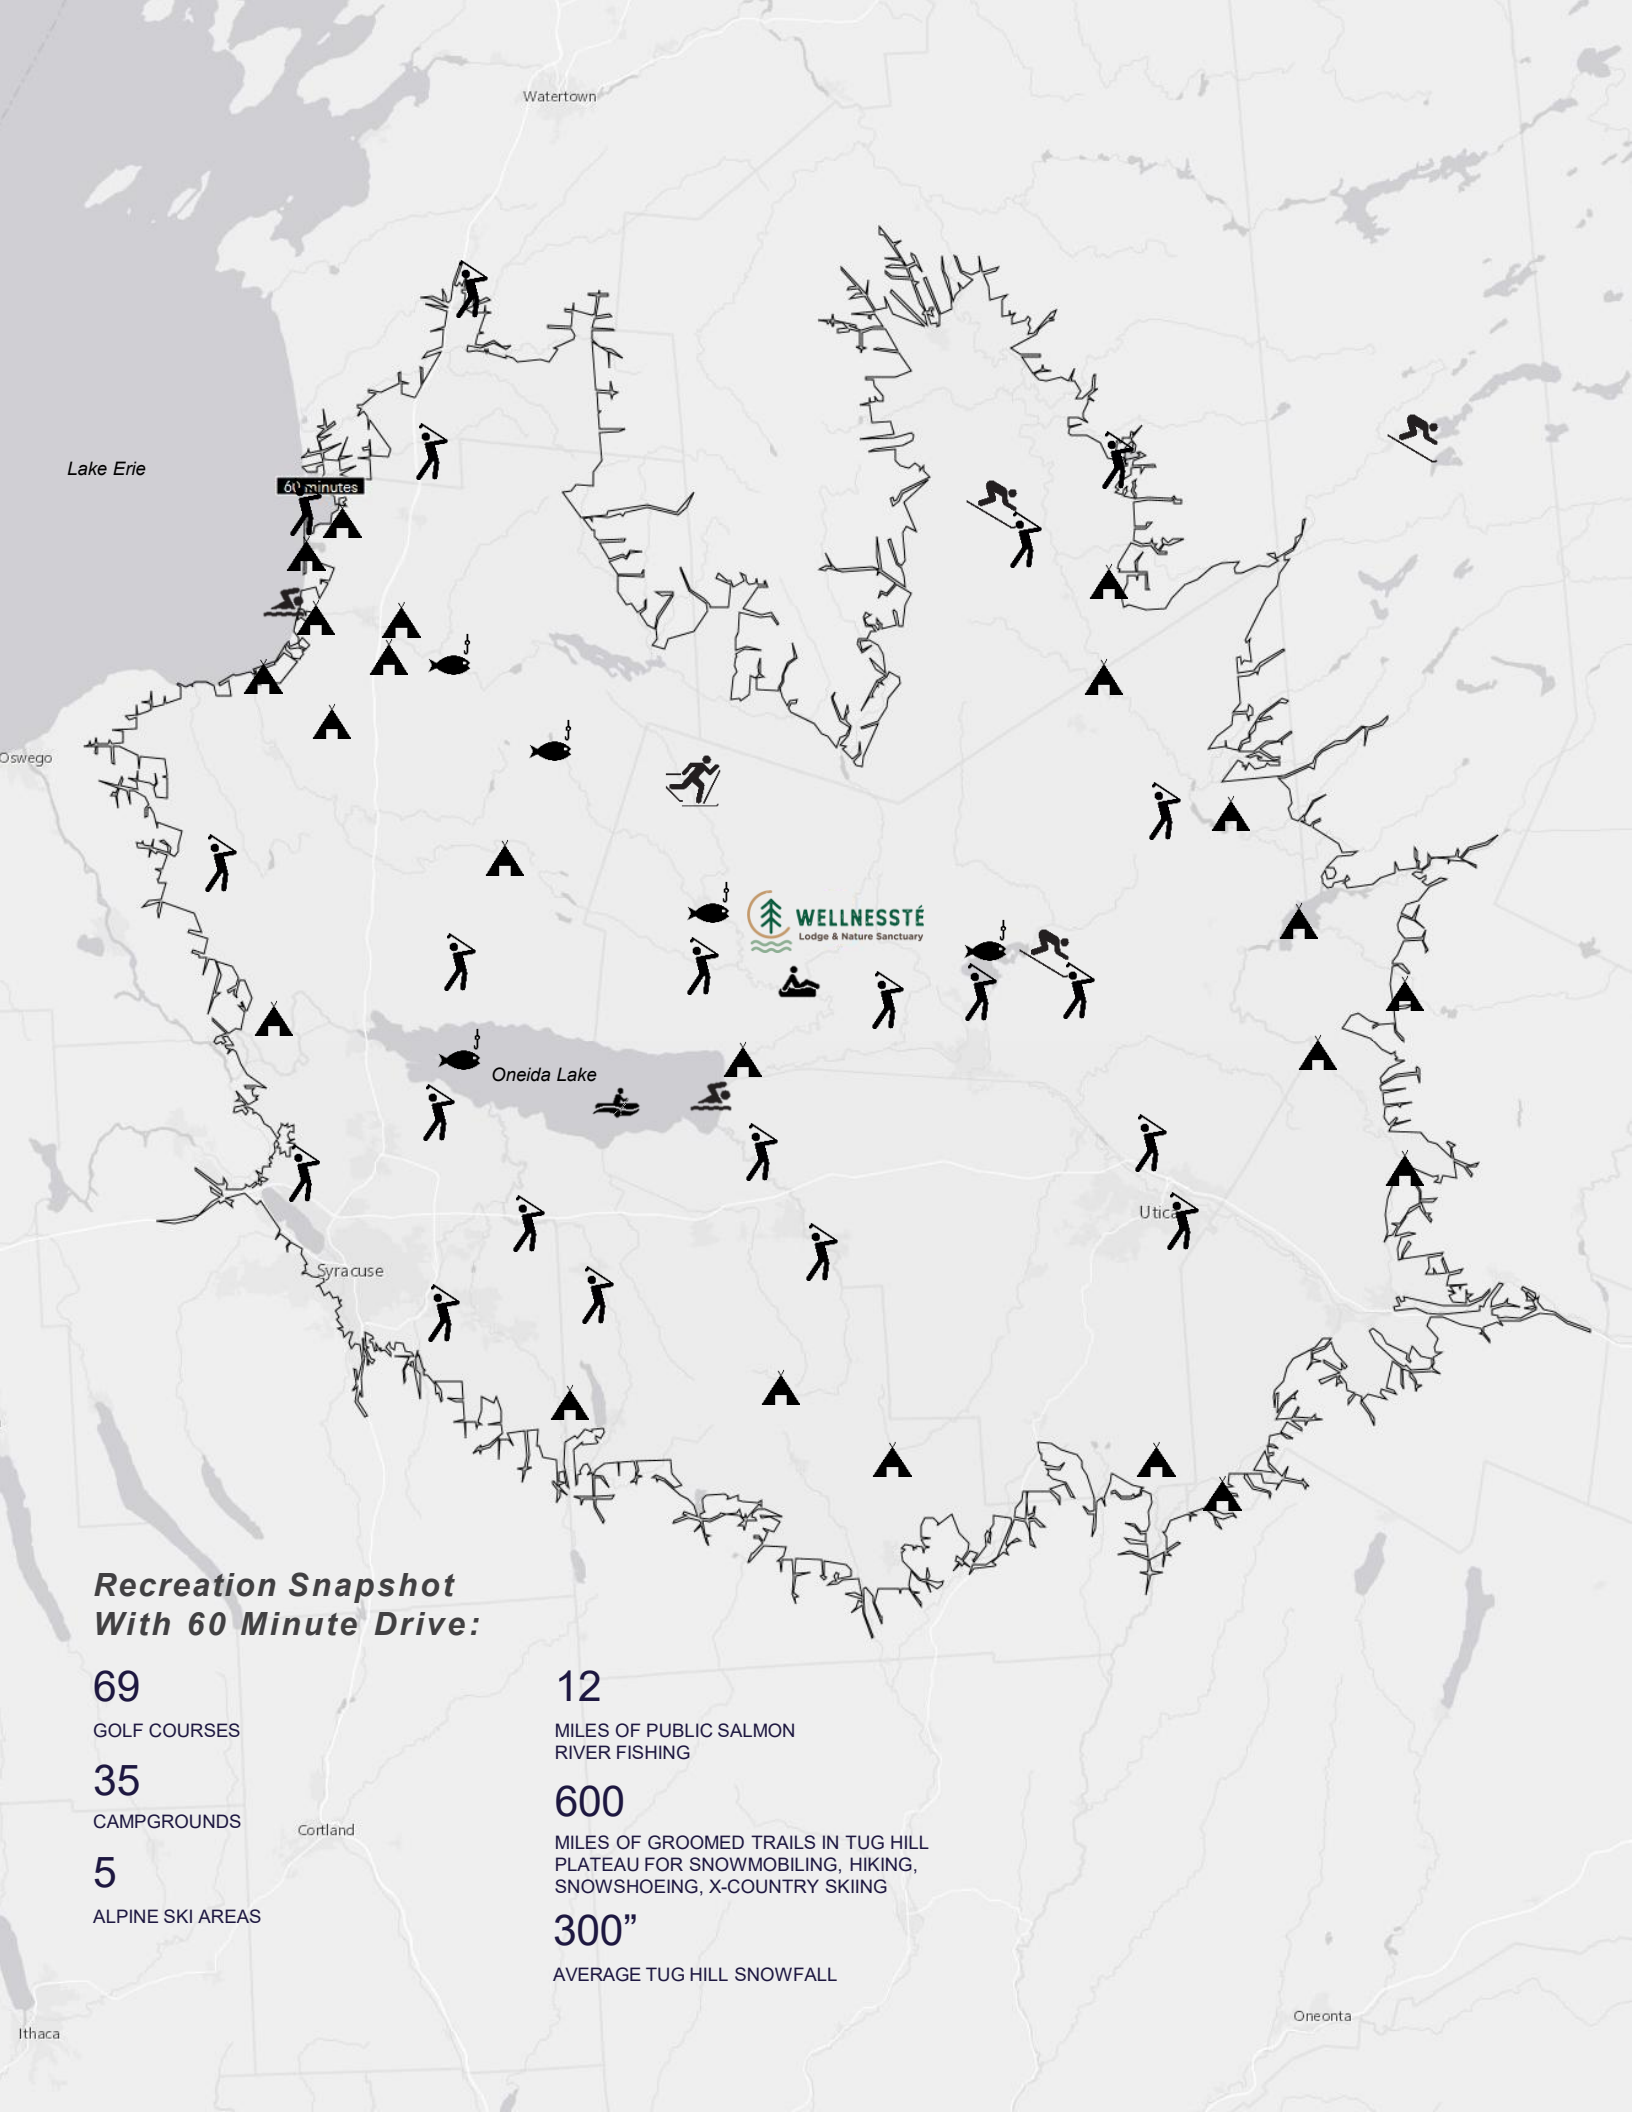 Watertown
Lake Erie
60 minutes
Oswego
WELLNESSTÉ
Lodge & Nature Sanctuary
Oneida Lake
Utica
Syracuse
Recreation Snapshot
With 60 Minute Drive:
69
GOLF COURSES
35
CAMPGROUNDS
5
ALPINE SKI AREAS
12
MILES OF PUBLIC SALMON
RIVER FISHING
600
MILES OF GROOMED TRAILS IN TUG HILL
PLATEAU FOR SNOWMOBILING, HIKING,
SNOWSHOEING, X-COUNTRY SKIING
300”
AVERAGE TUG HILL SNOWFALL
Cortland
Oneonta
Ithaca